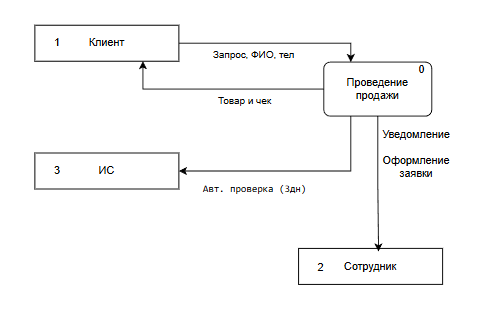 1 Клиент
Запрос, ФИО, тел
0
Проведение
продажи
Товар и чек
Уведомление
Оформление
заявки
3 ИС
Авт. проверка (3дн)
2 Сотрудник